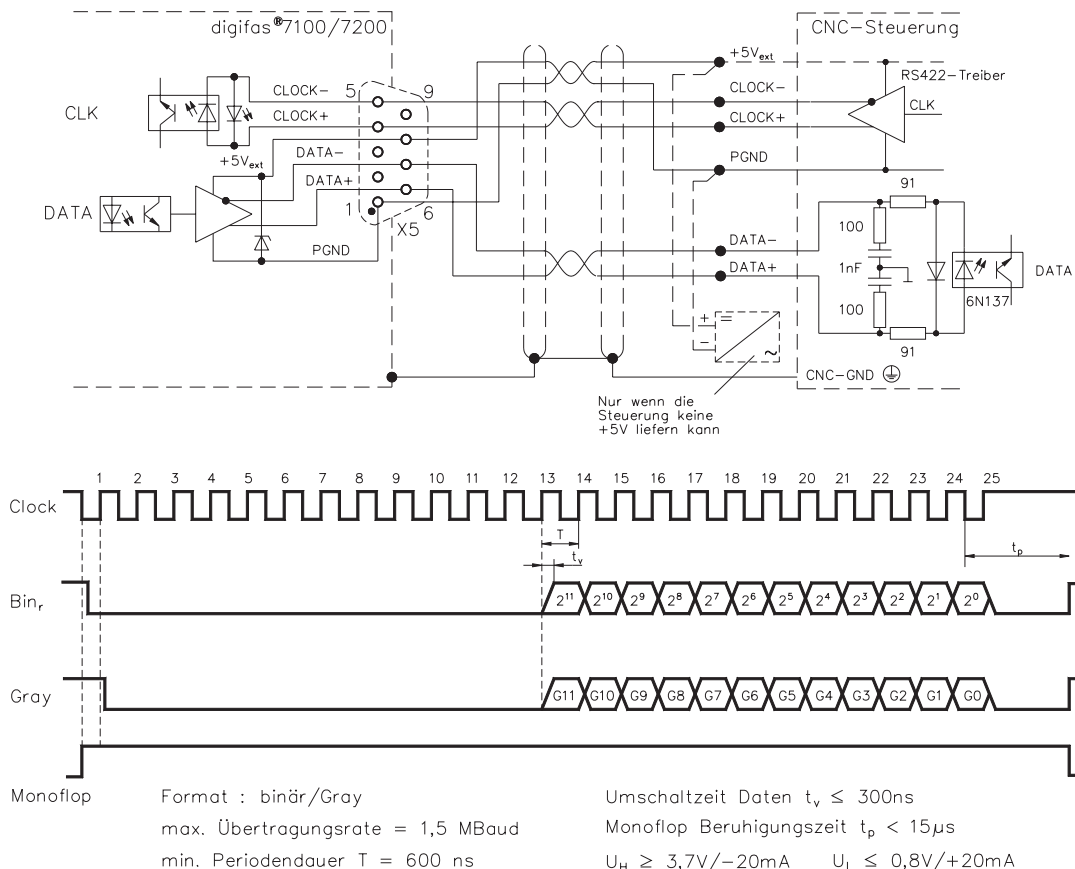 digifas®7100/7200
CNC-Steuerung
CLK
CLOCK-
CLOCK+
5
9
+5Vext
DATA-
DATA+
1
6
X5
PGND
DATA
+5Vext
CLOCK-
CLOCK+
PGND
RS422-Treiber
CLK
DATA-
DATA+
91
100
1nF
100
91
6N137
DATA
+ =
- ~
CNC-GND
Nur wenn die
Steuerung keine
+5V liefern kann
1 2 3 4 5 6 7 8 9 10 11 12 13 14 15 16 17 18 19 20 21 22 23 24 25
Clock
T
tv
tp
Binr
2¹¹ 2¹⁰ 2⁹ 2⁸ 2⁷ 2⁶ 2⁵ 2⁴ 2³ 2² 2¹ 2⁰
Gray
G11 G10 G9 G8 G7 G6 G5 G4 G3 G2 G1 G0
Monoflop
Format : binär/Gray
max. Übertragungsrate = 1,5 MBaud
min. Periodendauer T = 600 ns
Umschaltzeit Daten tv ≤ 300ns
Monoflop Beruhigungszeit tp < 15µs
UH ≥ 3,7V/-20mA UL ≤ 0,8V/+20mA